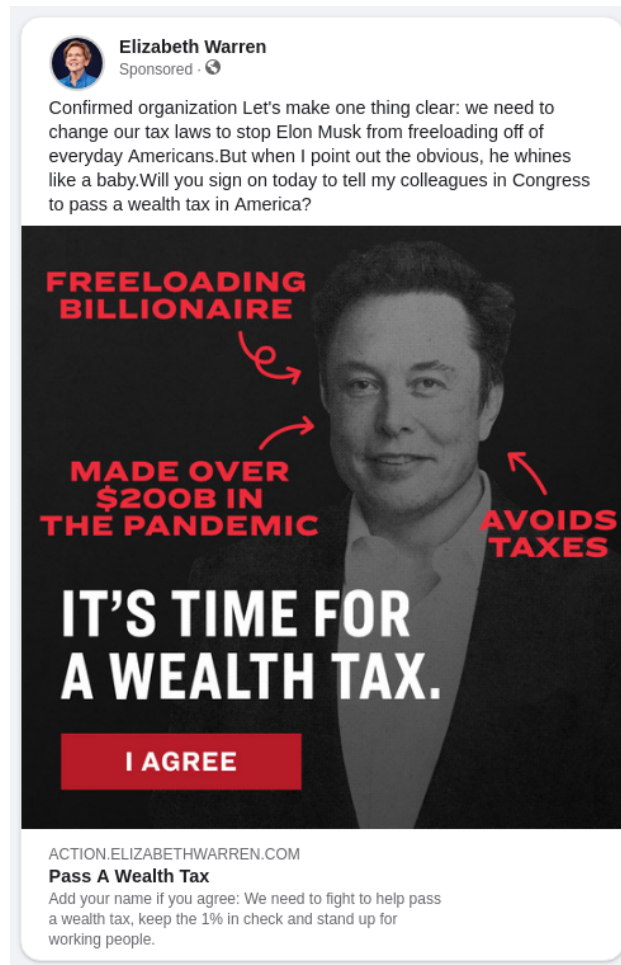 Elizabeth Warren
Sponsored ·
Confirmed organization Let's make one thing clear: we need to
change our tax laws to stop Elon Musk from freeloading off of
everyday Americans.But when I point out the obvious, he whines
like a baby.Will you sign on today to tell my colleagues in Congress
to pass a wealth tax in America?
FREELOADING
BILLIONAIRE
MADE OVER
$200B IN
THE PANDEMIC
AVOIDS
TAXES
IT'S TIME FOR
A WEALTH TAX.
I AGREE
ACTION.ELIZABETHWARREN.COM
Pass A Wealth Tax
Add your name if you agree: We need to fight to help pass
a wealth tax, keep the 1% in check and stand up for
working people.